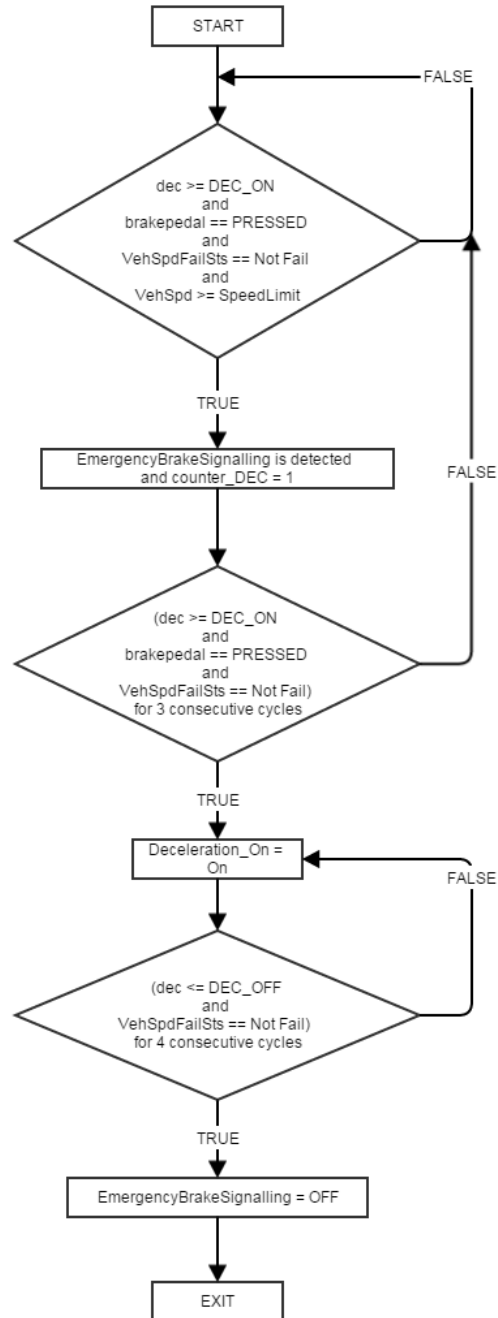 START
FALSE
dec >= DEC_ON
and
brakepedal == PRESSED
and
VehSpdFailSts == Not Fail
and
VehSpd >= SpeedLimit
TRUE
EmergencyBrakeSignalling is detected
and counter_DEC = 1
FALSE
(dec >= DEC_ON
and
brakepedal == PRESSED
and
VehSpdFailSts == Not Fail)
for 3 consecutive cycles
TRUE
Deceleration_On =
On
FALSE
(dec <= DEC_OFF
and
VehSpdFailSts == Not Fail)
for 4 consecutive cycles
TRUE
EmergencyBrakeSignalling = OFF
EXIT